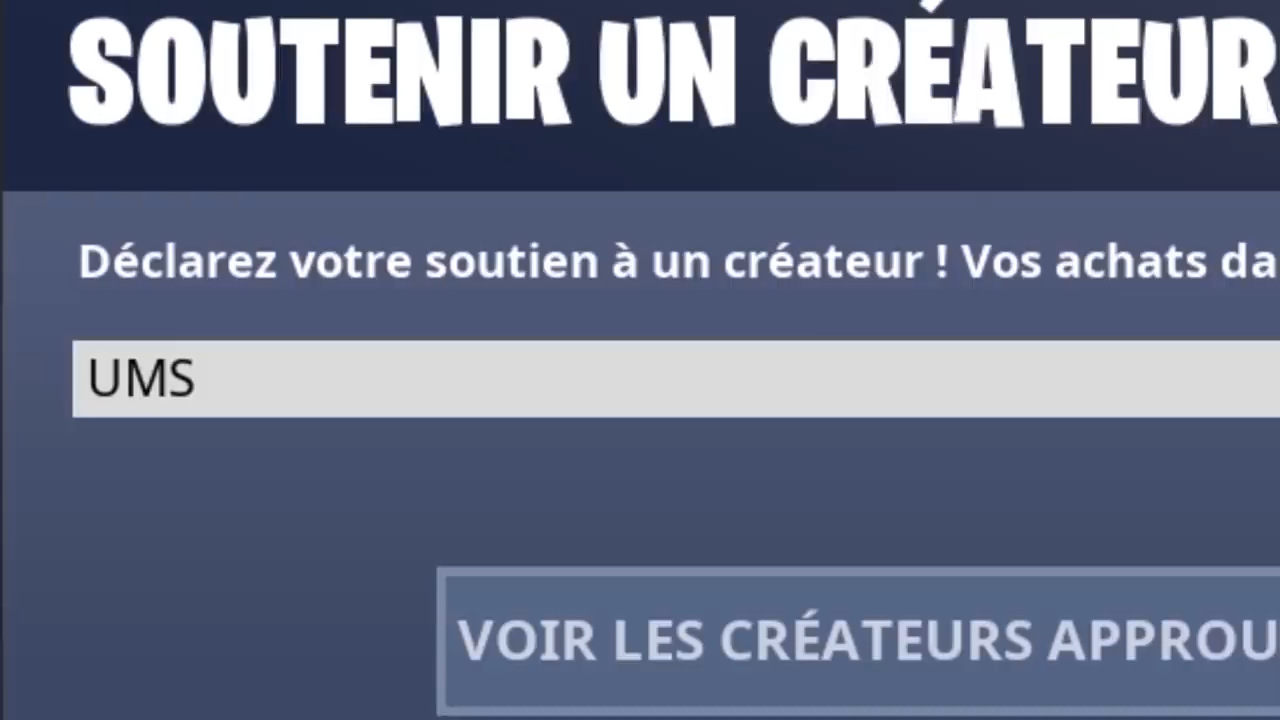 SOUTENIR UN CRÉATEUR
Déclarez votre soutien à un créateur ! Vos achats da
UMS
VOIR LES CRÉATEURS APPROU